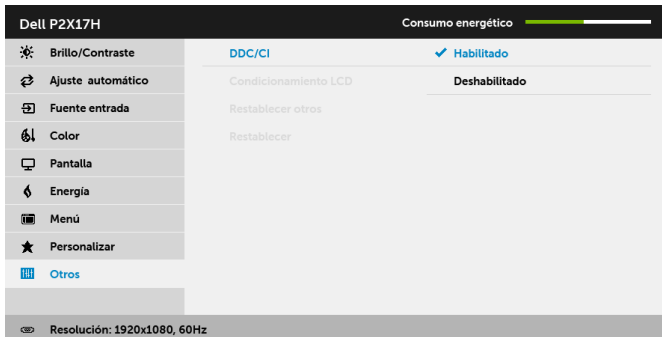 Dell P2X17H
Consumo energético
Brillo/Contraste
DDC/CI
Habilitado
Ajuste automático
Condicionamiento LCD
Deshabilitado
Fuente entrada
Restablecer otros
Color
Restablecer
Pantalla
Energía
Menú
Personalizar
Otros
Resolución: 1920x1080, 60Hz